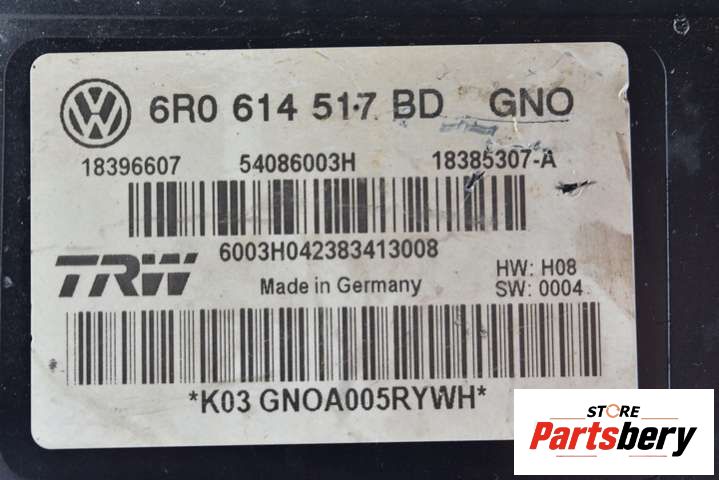 VW 6R0 614 517 BD GNO
18396607 54086003H 18385307-A
6003H042383413008
TRW Made in Germany HW: H08
SW: 0004
*K03 GNOA005RYWH*
STORE
Partsbery